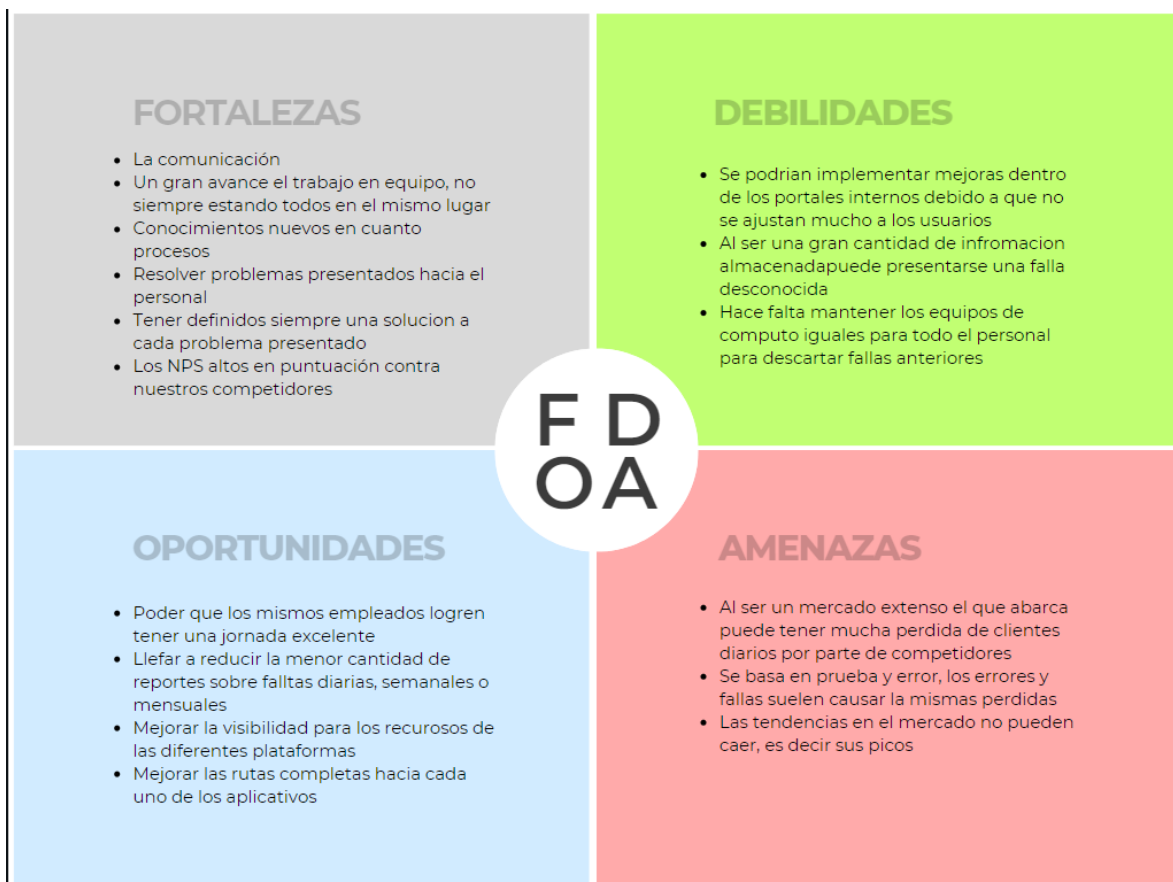 FORTALEZAS
• La comunicación
• Un gran avance el trabajo en equipo, no
siempre estando todos en el mismo lugar
• Conocimientos nuevos en cuanto
procesos
• Resolver problemas presentados hacia el
personal
• Tener definidos siempre una solucion a
cada problema presentado
• Los NPS altos en puntuación contra
nuestros competidores
DEBILIDADES
• Se podrian implementar mejoras dentro
de los portales internos debido a que no
se ajustan mucho a los usuarios
• Al ser una gran cantidad de infromacion
almacenadapuede presentarse una falla
desconocida
• Hace falta mantener los equipos de
computo iguales para todo el personal
para descartar fallas anteriores
F D
O A
OPORTUNIDADES
• Poder que los mismos empleados logren
tener una jornada excelente
• Llefar a reducir la menor cantidad de
reportes sobre falltas diarias, semanales o
mensuales
• Mejorar la visibilidad para los recurosos de
las diferentes plataformas
• Mejorar las rutas completas hacia cada
uno de los aplicativos
AMENAZAS
• Al ser un mercado extenso el que abarca
puede tener mucha perdida de clientes
diarios por parte de competidores
• Se basa en prueba y error, los errores y
fallas suelen causar la mismas perdidas
• Las tendencias en el mercado no pueden
caer, es decir sus picos